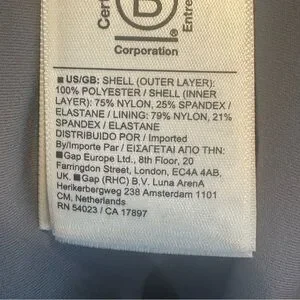 Cert
B
Entre
Corporation
■ US/GB: SHELL (OUTER LAYER):
100% POLYESTER / SHELL (INNER
LAYER): 75% NYLON, 25% SPANDEX /
ELASTANE / LINING: 79% NYLON, 21%
SPANDEX / ELASTANE
DISTRIBUIDO POR / Imported
By/Importe Par / ΕΙΣΑΓΕΤΑΙ ΑΠΟ ΤΗΝ:
■ Gap Europe Ltd., 8th Floor, 20
Farringdon Street, London, EC4A 4AB,
UK. ■ Gap (RHC) B.V. Luna ArenA
Herikerbergweg 238 Amsterdam 1101
CM. Netherlands
RN 54023 / CA 17897